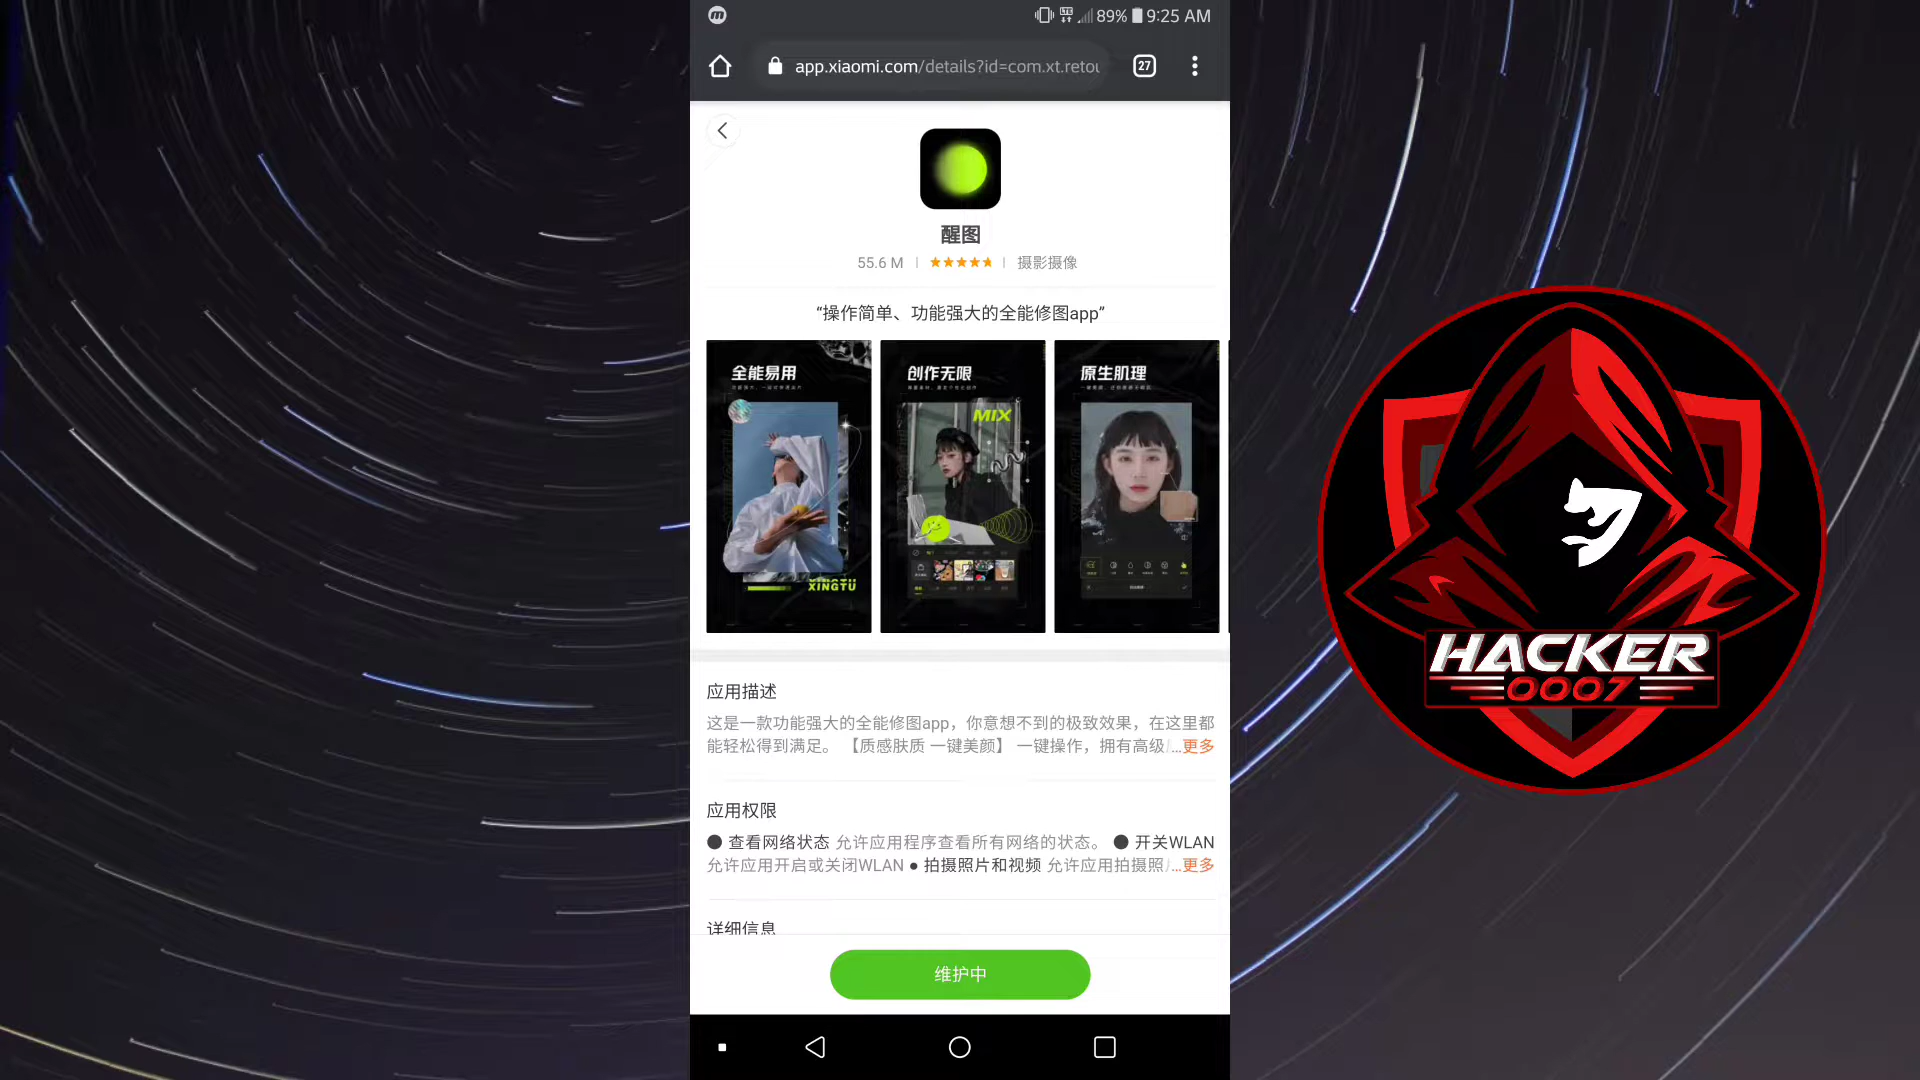 89% 9:25 AM
app.xiaomi.com/details?id=com.xt.retou
27
醒图
55.6 M
摄影摄像
“操作简单、功能强大的全能修图app”
全能易用
XINGTU
创作无限
MIX
原生肌理
应用描述
这是一款功能强大的全能修图app，你意想不到的极致效果，在这里都
能轻松得到满足。 【质感肤质 一键美颜】 一键操作，拥有高级...更多
应用权限
● 查看网络状态 允许应用程序查看所有网络的状态。 ● 开关WLAN
允许应用开启或关闭WLAN ● 拍摄照片和视频 允许应用拍摄照...更多
详细信息
维护中
HACKER
0007